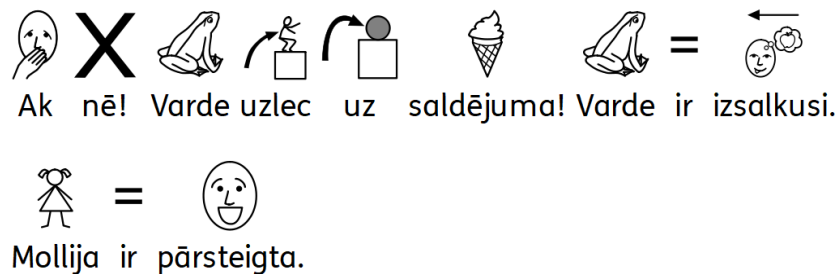 Ak nē! Varde uzlec uz saldējuma! Varde ir izsalkusi.
Mollija ir pārsteigta.